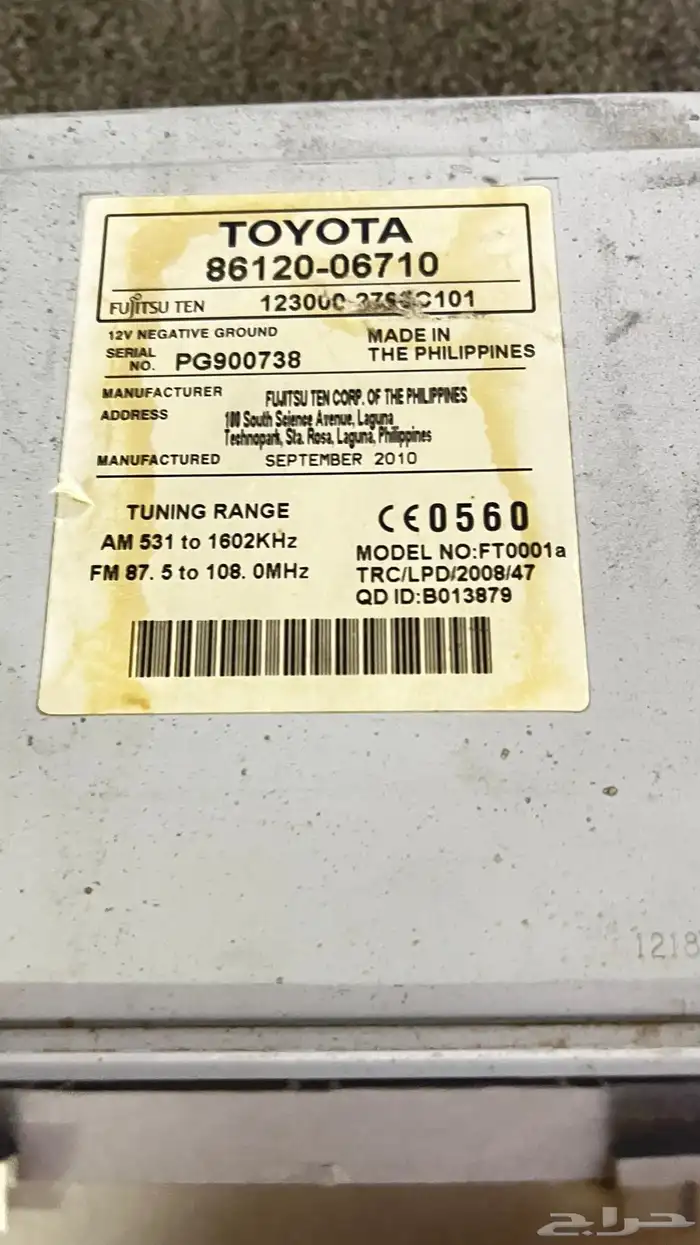 TOYOTA
86120-06710
FUJITSU TEN
12V NEGATIVE GROUND
SERIAL NO. PG900738
MADE IN
THE PHILIPPINES
MANUFACTURER FUJITSU TEN CORP. OF THE PHILIPPINES
ADDRESS 100 South Science Avenue, Laguna
Technopark, Sta. Rosa, Laguna, Philippines
MANUFACTURED SEPTEMBER 2010
TUNING RANGE
AM 531 to 1602KHz
FM 87. 5 to 108. 0MHz
CE0560
MODEL NO:FT0001a
TRC/LPD/2008/47
QD ID:B013879
1218
حراج